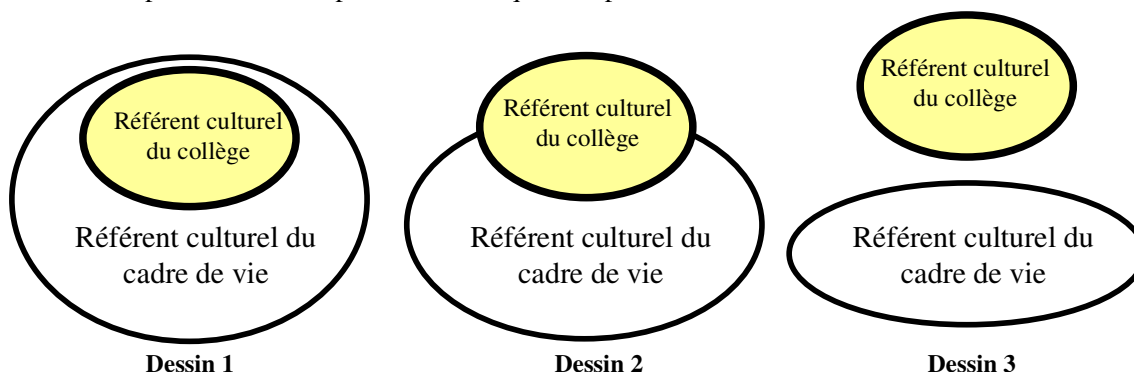 Référent culturel
du collège
Référent culturel du
cadre de vie
Dessin 1
Référent culturel
du collège
Référent culturel du
cadre de vie
Dessin 2
Référent culturel
du collège
Référent culturel du
cadre de vie
Dessin 3